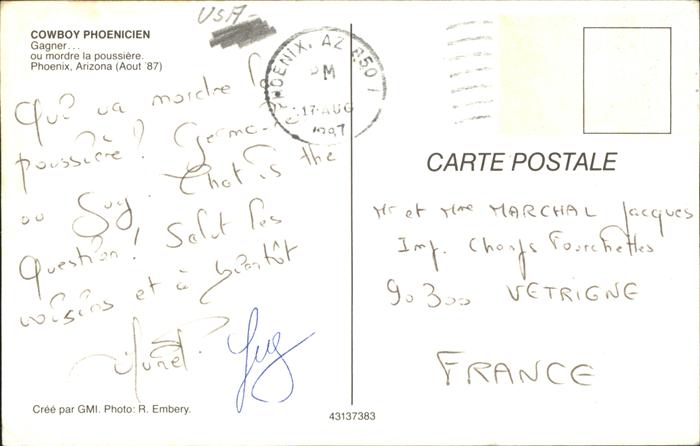 USA
COWBOY PHOENICIEN
Gagner...
ou mordre la poussière.
Phoenix, Arizona (Aout '87)
Qui va mordre la
poussière? Germaine
ou Guy. That is the
question! Salut les
voisins et à bientôt
Guy
Créé par GMI. Photo: R. Embery.
43137383
PHOENIX, AZ 850
PM
17 AUG
1987
CARTE POSTALE
Mr et Mme MARCHAL Jacques
Imp. Champs Fourchettes
90300 VETRIGNE
FRANCE